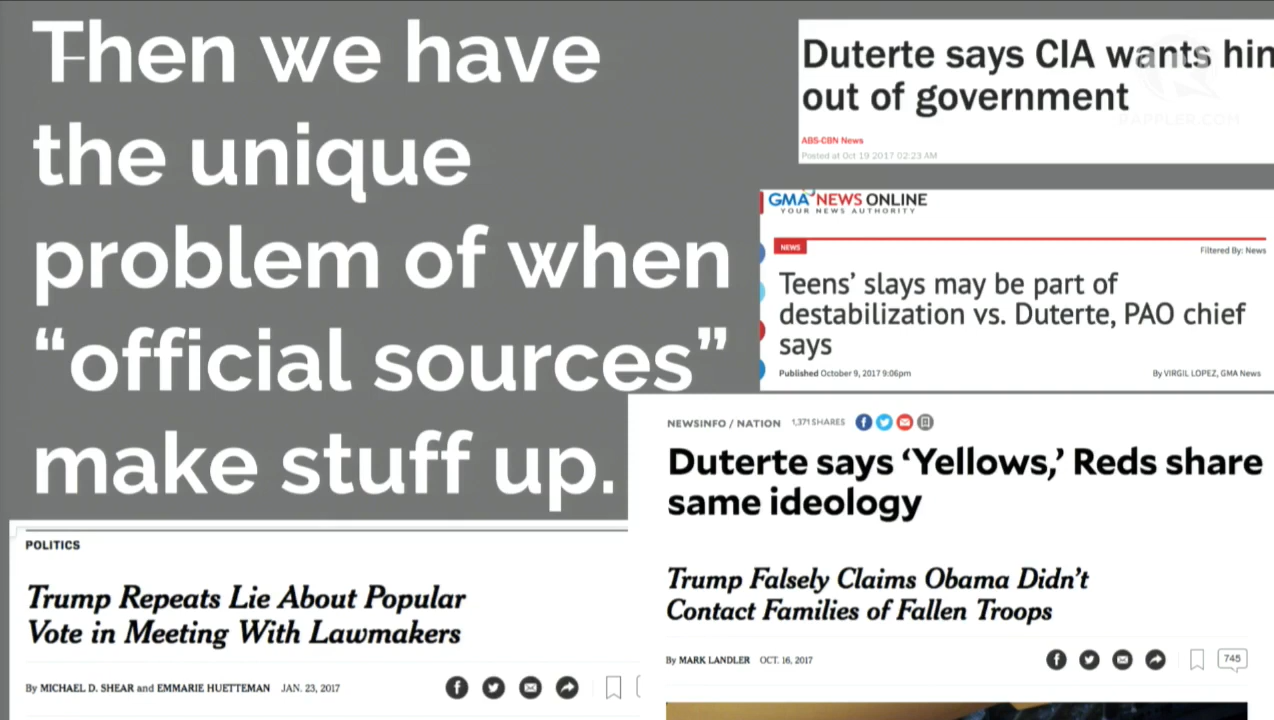 Then we have
the unique
problem of when
“official sources”
make stuff up.
Duterte says CIA wants
out of government
RAPPLER.COM
ABS-CBN News
Posted at Oct 19 2017 02:23 AM
GMA NEWS ONLINE
YOUR NEWS AUTHORITY
NEWS
Filtered By: News
Teens’ slays may be part of
destabilization vs. Duterte, PAO chief
says
Published October 9, 2017 9:06pm
By VIRGIL LOPEZ, GMA News
NEWSINFO / NATION 1,371 SHARES
Duterte says ‘Yellows,’ Reds share
same ideology
Trump Falsely Claims Obama Didn’t
Contact Families of Fallen Troops
By MARK LANDLER OCT. 16, 2017
745
POLITICS
Trump Repeats Lie About Popular
Vote in Meeting With Lawmakers
By MICHAEL D. SHEAR and EMMARIE HUETTEMAN JAN. 23, 2017